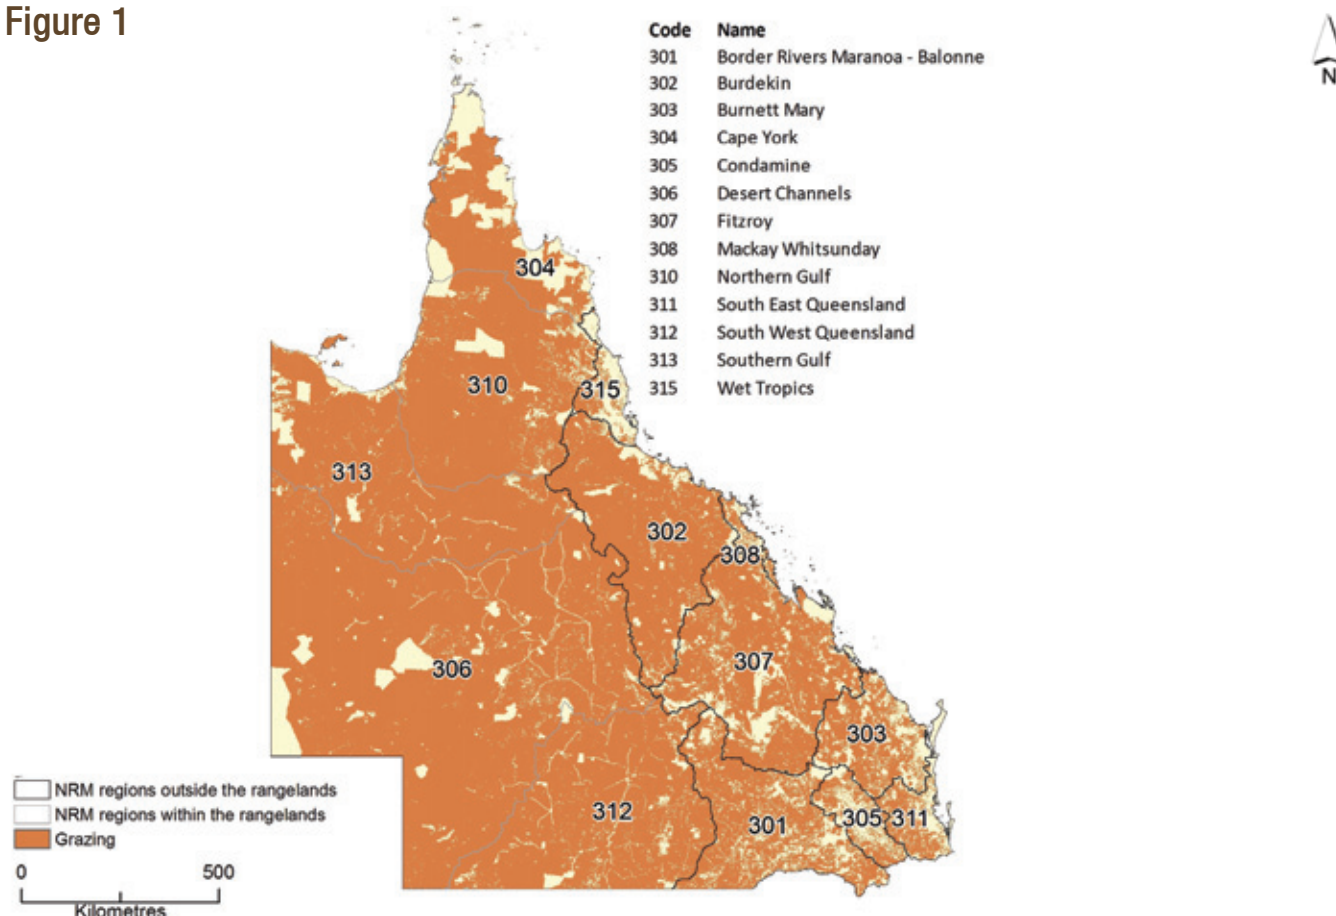 Figure 1
Code Name
301 Border Rivers Maranoa - Balonne
302 Burdekin
303 Burnett Mary
304 Cape York
305 Condamine
306 Desert Channels
307 Fitzroy
308 Mackay Whitsunday
310 Northern Gulf
311 South East Queensland
312 South West Queensland
313 Southern Gulf
315 Wet Tropics
N
304
310
315
313
302
308
306
307
303
312
301
305
311
NRM regions outside the rangelands
NRM regions within the rangelands
Grazing
0 500
Kilometres